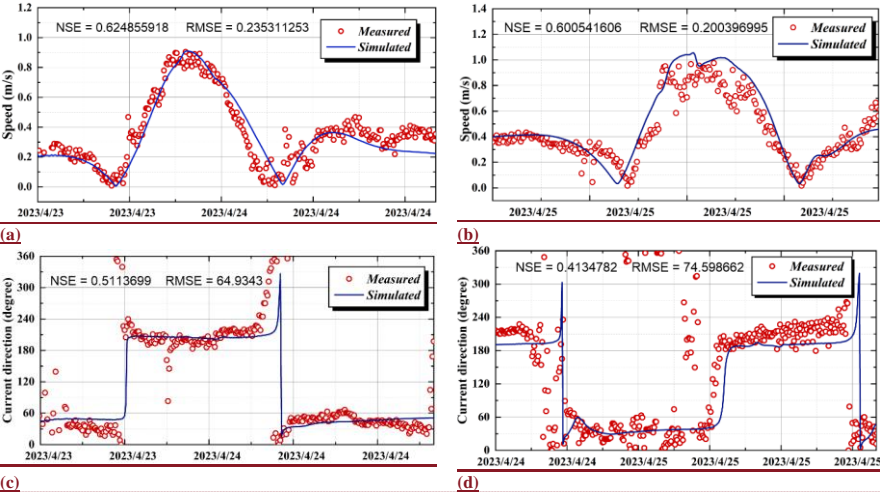 1.2
1.0
0.8
0.6
0.4
0.2
0.0
Speed (m/s)
NSE = 0.624855918 RMSE = 0.235311253
Measured
Simulated
2023/4/23 2023/4/23 2023/4/24 2023/4/24 2023/4/24
(a)
1.4
1.2
1.0
0.8
0.6
0.4
0.2
0.0
Speed (m/s)
NSE = 0.600541606 RMSE = 0.200396995
Measured
Simulated
2023/4/25 2023/4/25 2023/4/25 2023/4/25
(b)
360
300
240
180
120
60
0
Current direction (degree)
NSE = 0.5113699 RMSE = 64.9343
Measured
Simulated
2023/4/23 2023/4/23 2023/4/24 2023/4/24 2023/4/24
(c)
360
300
240
180
120
60
0
Current direction (degree)
NSE = 0.4134782 RMSE = 74.598662
Measured
Simulated
2023/4/24 2023/4/24 2023/4/25 2023/4/25 2023/4/25 2023/4/25
(d)